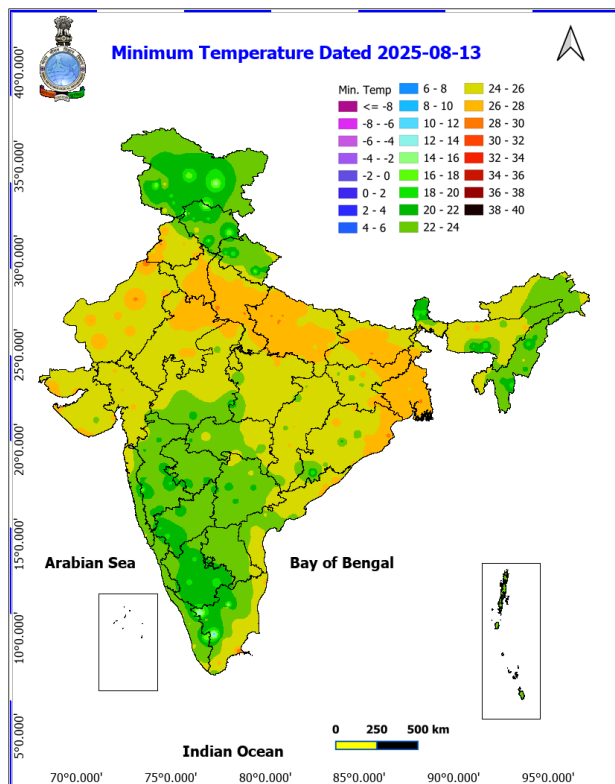 Minimum Temperature Dated 2025-08-13
Min. Temp
<= -8
-8 - -6
-6 - -4
-4 - -2
-2 - 0
0 - 2
2 - 4
4 - 6
6 - 8
8 - 10
10 - 12
12 - 14
14 - 16
16 - 18
18 - 20
20 - 22
22 - 24
24 - 26
26 - 28
28 - 30
30 - 32
32 - 34
34 - 36
36 - 38
38 - 40
40°0.000'
35°0.000'
30°0.000'
25°0.000'
20°0.000'
15°0.000'
10°0.000'
5°0.000'
Arabian Sea
Bay of Bengal
Indian Ocean
0 250 500 km
70°0.000' 75°0.000' 80°0.000' 85°0.000' 90°0.000' 95°0.000'